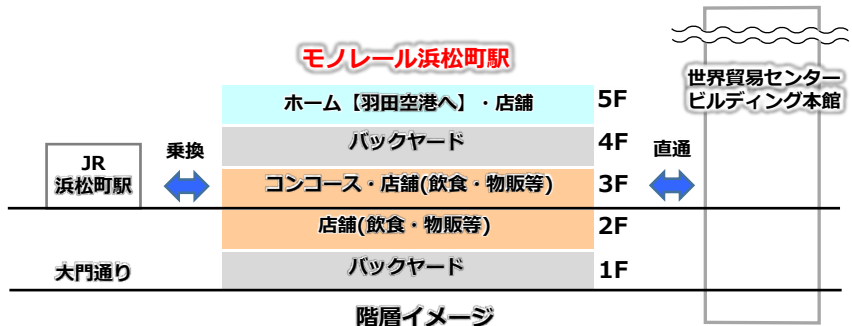 モノレール浜松町駅
世界貿易センター
ビルディング本館
ホーム【羽田空港へ】・店舗 5F
バックヤード 4F
乗換
直通
JR
浜松町駅
コンコース・店舗(飲食・物販等) 3F
店舗(飲食・物販等) 2F
大門通り
バックヤード 1F
階層イメージ